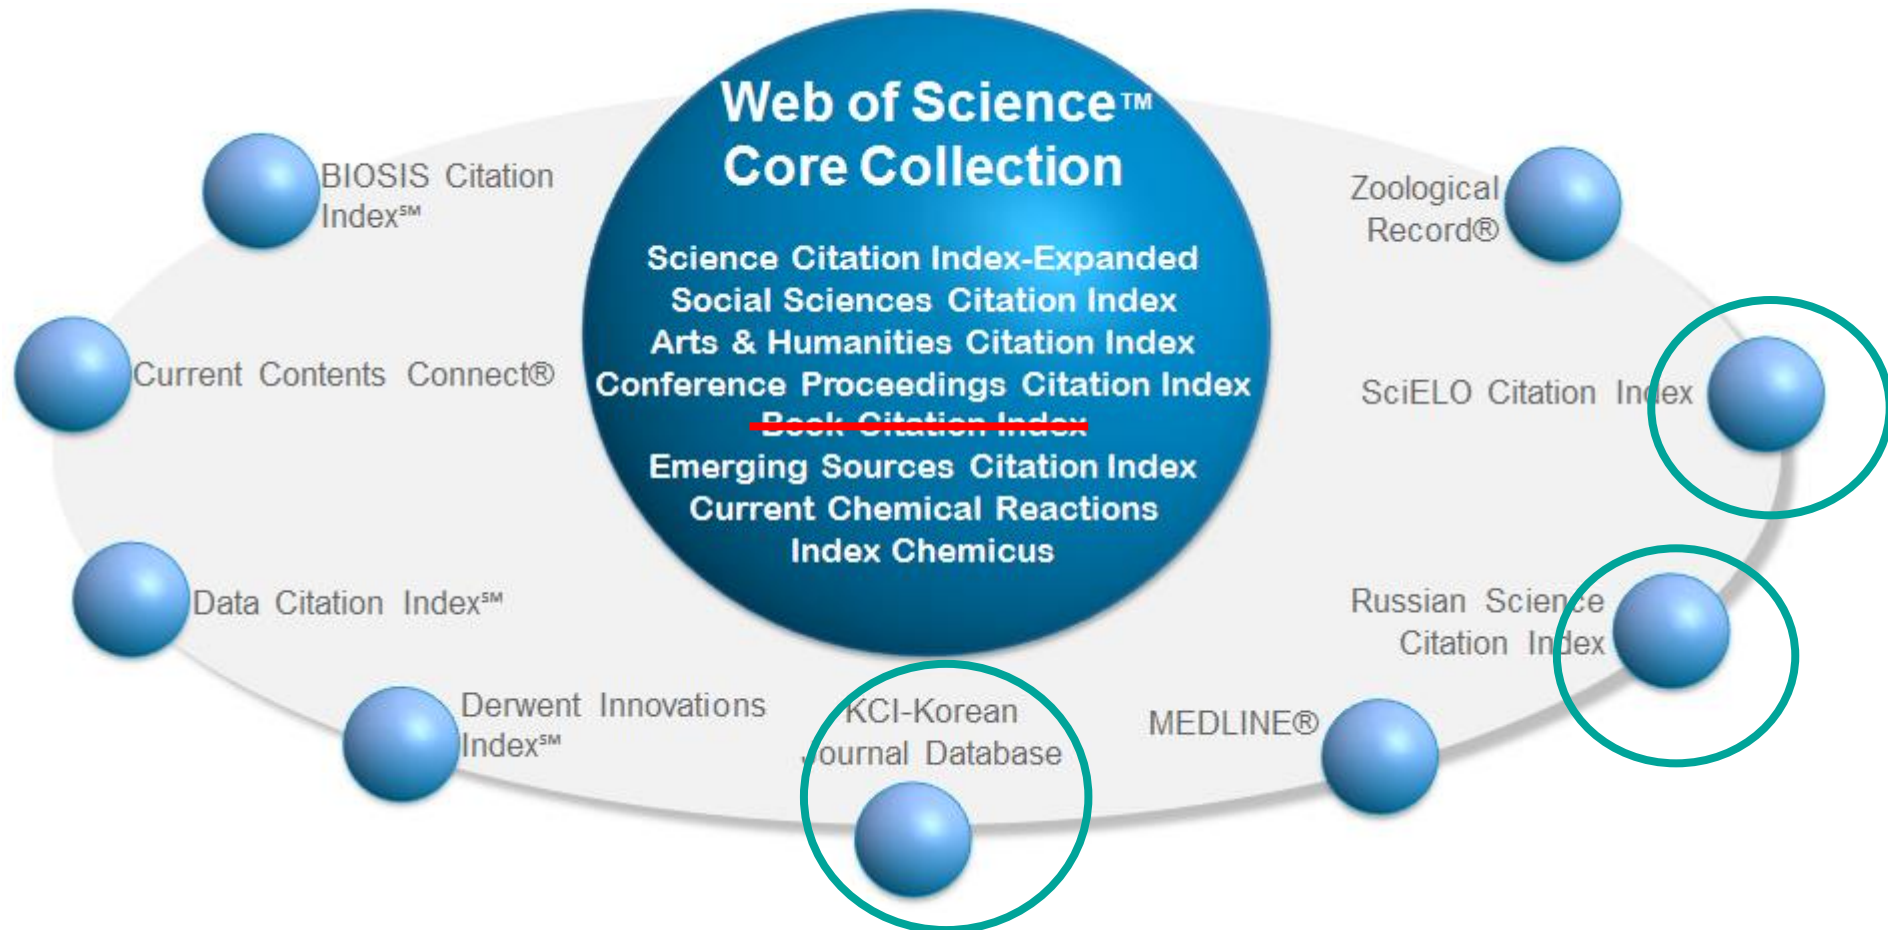 Web of Science™
Core Collection
Science Citation Index-Expanded
Social Sciences Citation Index
Arts & Humanities Citation Index
Conference Proceedings Citation Index
Book Citation Index
Emerging Sources Citation Index
Current Chemical Reactions
Index Chemicus
BIOSIS Citation
Index℠
Current Contents Connect®
Data Citation Index℠
Derwent Innovations
Index℠
KCI-Korean
Journal Database
MEDLINE®
Russian Science
Citation Index
SciELO Citation Index
Zoological
Record®